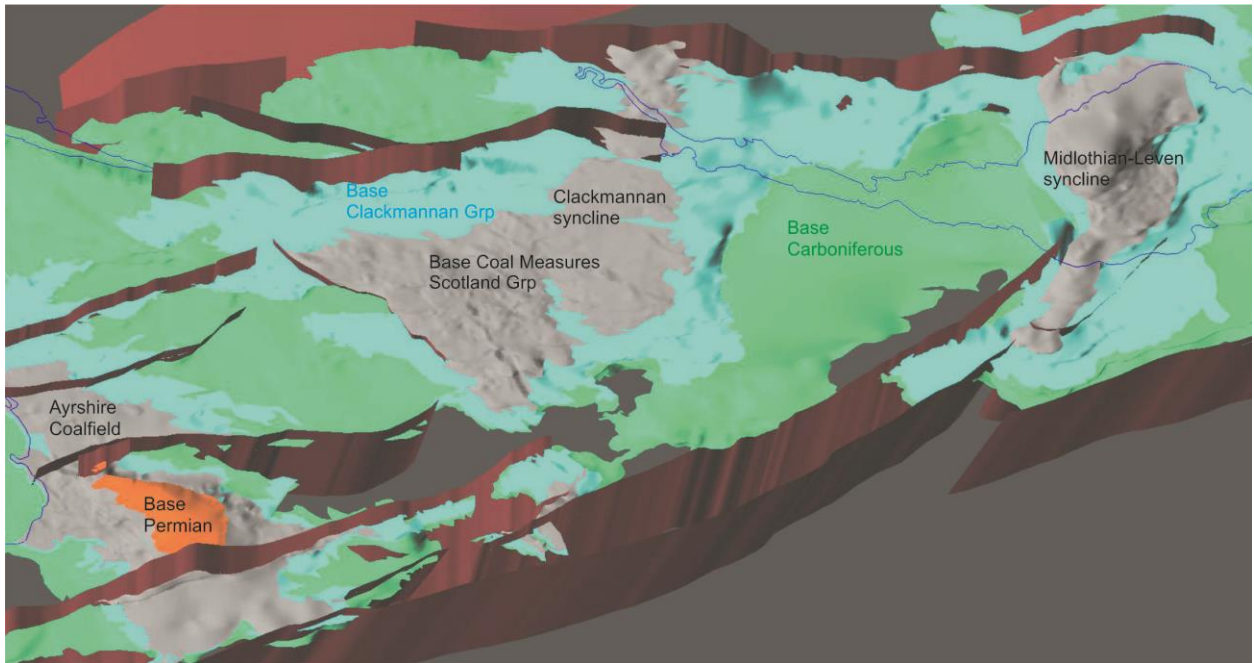 Midlothian-Leven
syncline
Base
Clackmannan Grp
Clackmannan
syncline
Base
Carboniferous
Base Coal Measures
Scotland Grp
Ayrshire
Coalfield
Base
Permian